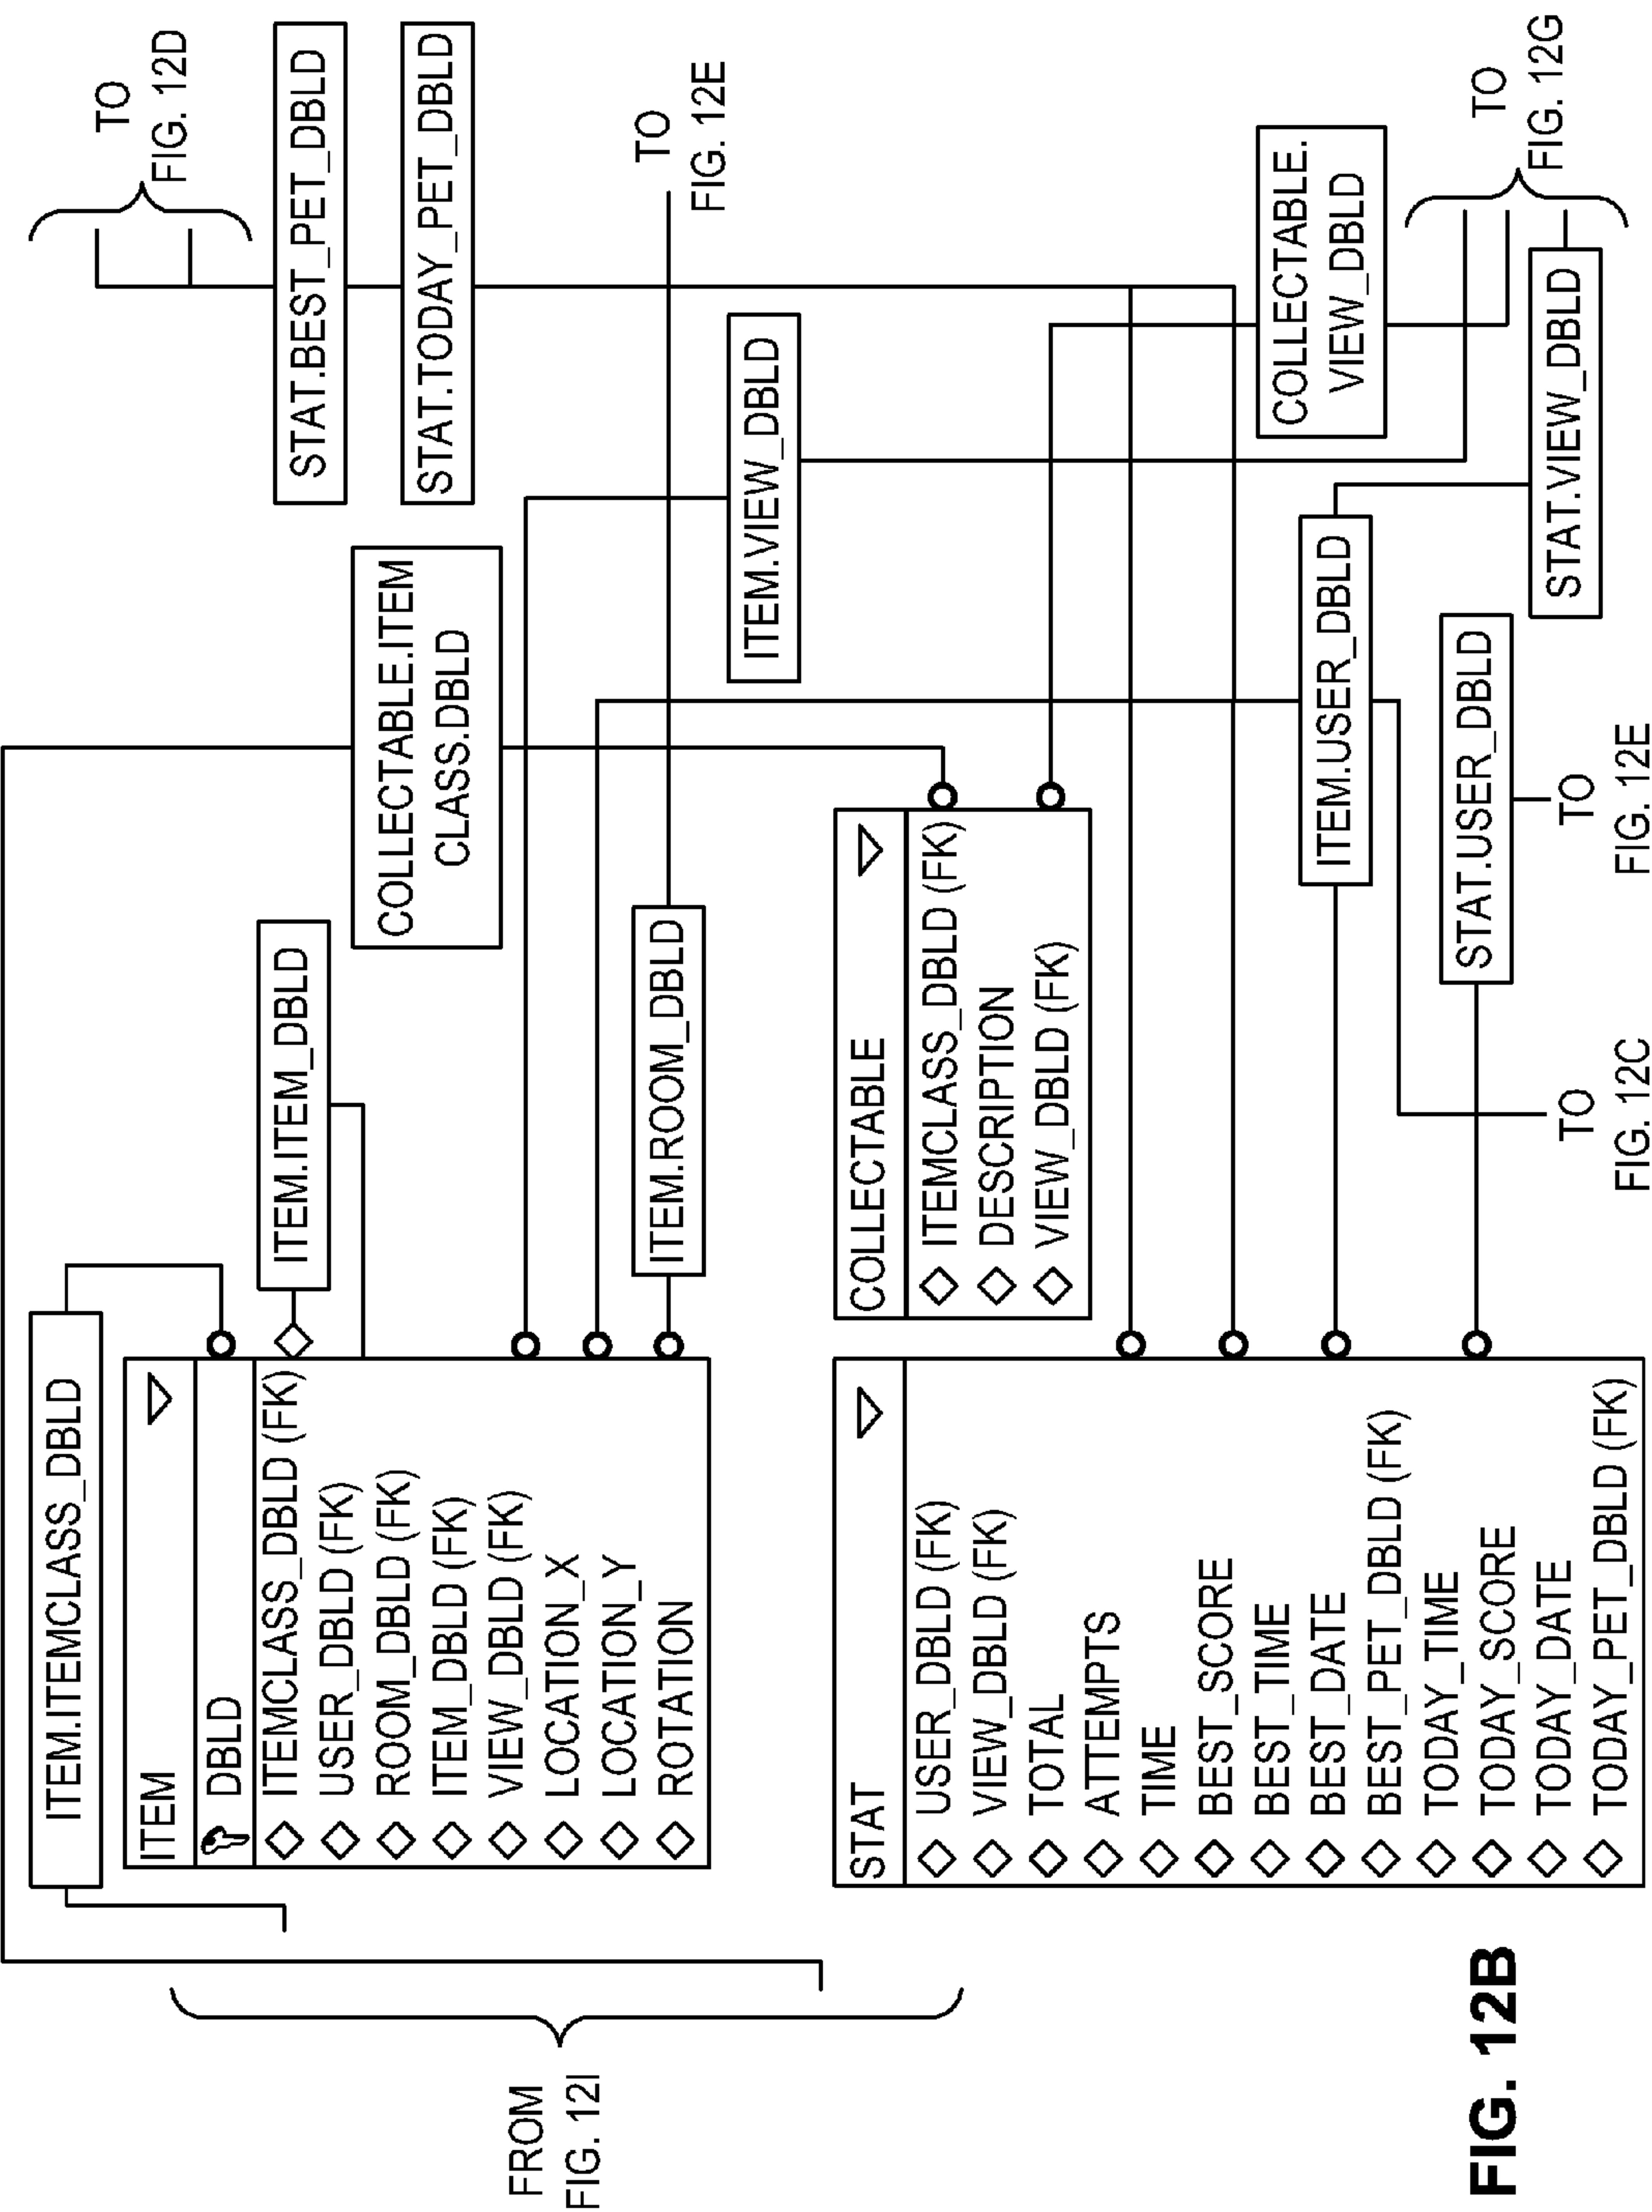 ITEM.ITEMCLASS_DBLD
ITEM
DBLD
ITEMCLASS_DBLD (FK)
USER_DBLD (FK)
ROOM_DBLD (FK)
ITEM_DBLD (FK)
VIEW_DBLD (FK)
LOCATION_X
LOCATION_Y
ROTATION
ITEM.ITEM_DBLD
ITEM.ROOM_DBLD
COLLECTABLE.ITEM
CLASS.DBLD
TO
FIG. 12D
STAT.BEST_PET_DBLD
STAT.TODAY_PET_DBLD
TO
FIG. 12E
ITEM.VIEW_DBLD
FROM
FIG. 12I
COLLECTABLE
ITEMCLASS_DBLD (FK)
DESCRIPTION
VIEW_DBLD (FK)
STAT
USER_DBLD (FK)
VIEW_DBLD (FK)
TOTAL
ATTEMPTS
TIME
BEST_SCORE
BEST_TIME
BEST_DATE
BEST_PET_DBLD (FK)
TODAY_TIME
TODAY_SCORE
TODAY_DATE
TODAY_PET_DBLD (FK)
COLLECTABLE.
VIEW_DBLD
ITEM.USER_DBLD
STAT.USER_DBLD
STAT.VIEW_DBLD
TO
FIG. 12G
TO
FIG. 12C
TO
FIG. 12E
FIG. 12B